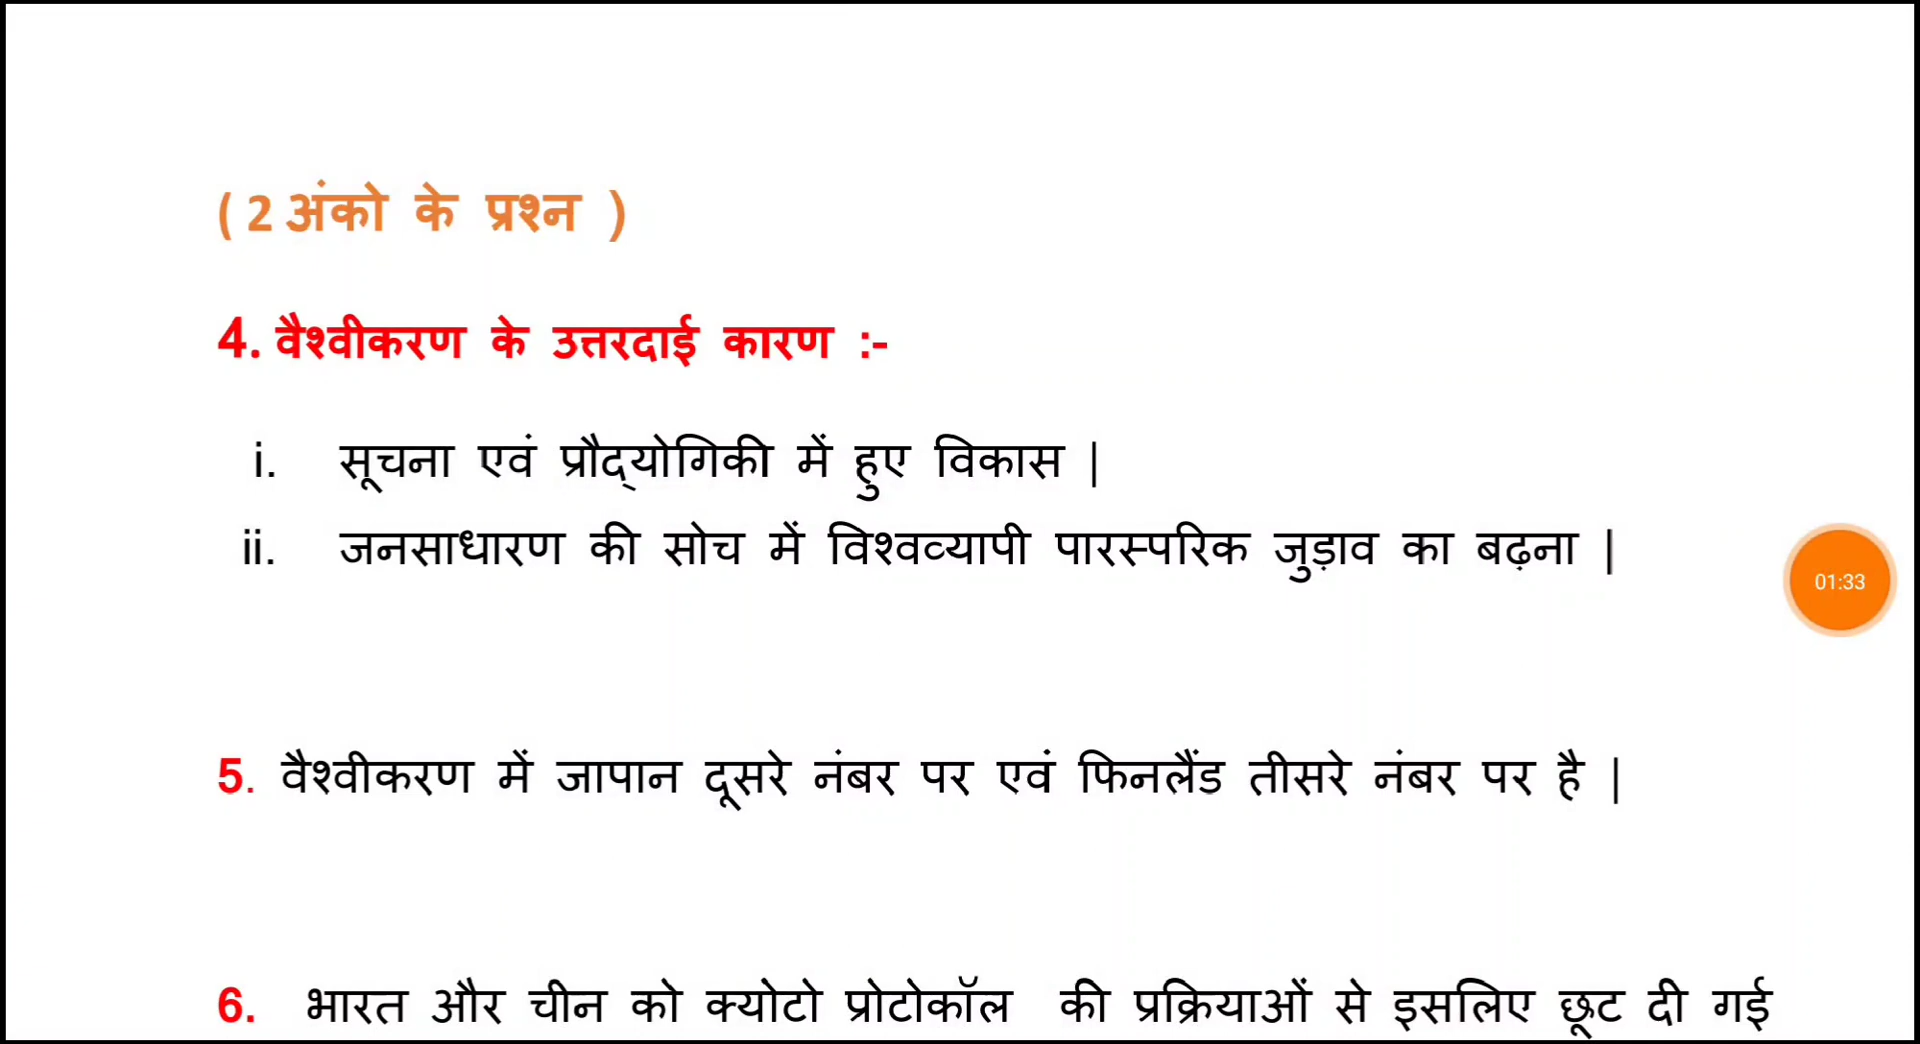 ( 2 अंको के प्रश्न )
4. वैश्वीकरण के उत्तरदाई कारण :-
i. सूचना एवं प्रौद्योगिकी में हुए विकास |
ii. जनसाधारण की सोच में विश्वव्यापी पारस्परिक जुड़ाव का बढ़ना |
01:33
5. वैश्वीकरण में जापान दूसरे नंबर पर एवं फिनलैंड तीसरे नंबर पर है |
6. भारत और चीन को क्योटो प्रोटोकॉल की प्रक्रियाओं से इसलिए छूट दी गई